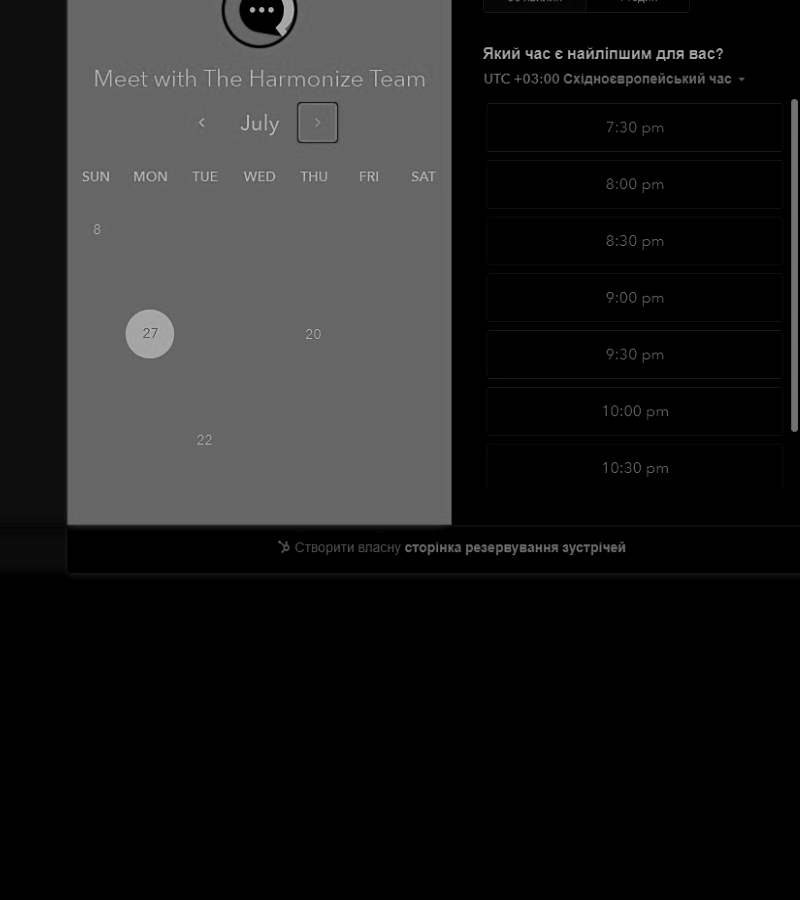 Meet with The Harmonize Team
July
SUN MON TUE WED THU FRI SAT
8
27 20
22
Який час є найліпшим для вас?
UTC +03:00 Східноєвропейський час
7:30 pm
8:00 pm
8:30 pm
9:00 pm
9:30 pm
10:00 pm
10:30 pm
Створити власну сторінка резервування зустрічей